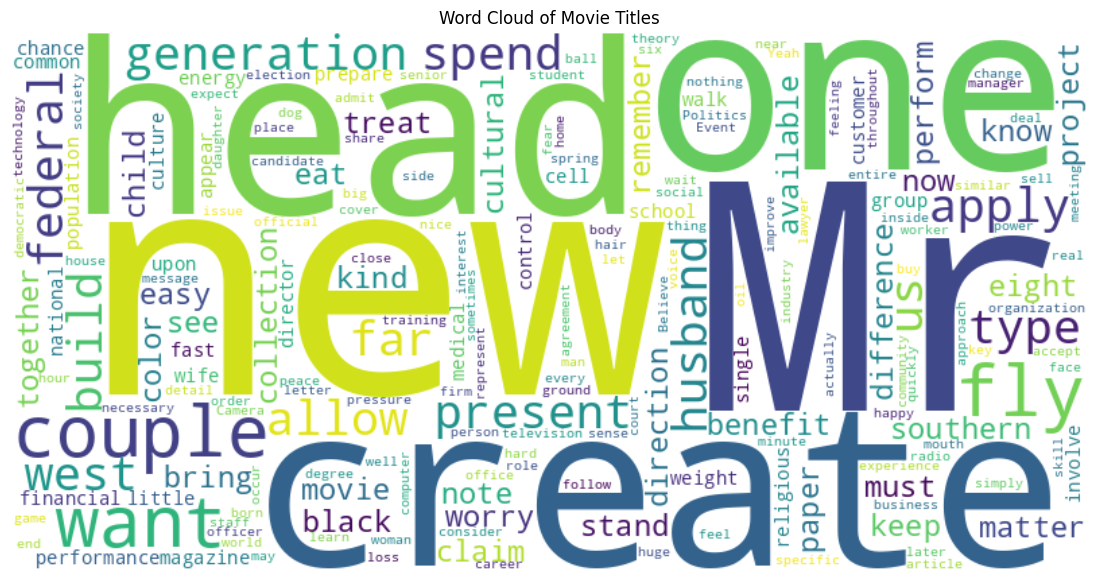 Word Cloud of Movie Titles
head
one
new
Mr
create
generation
spend
chance
common
federal
society
technology
energy
election
prepare
senior
expect
admit
ball
student
theory
six
near
Yeah
nothing
walk
Politics
Event
remember
available
feeling
customer
throughout
perform
change
manager
deal
know
project
child
culture
population
democratic
appear
daughter
dog
place
share
treat
candidate
eat
side
big
cover
nice
issue
official
cultural
fear
home
spring
cell
school
thing
wait
social
entire
now
similar
sell
meeting
group
inside
worker
power
apply
improve
lawyer
together
house
national
hour
build
upon
message
easy
color
see
fast
wife
detail
order
necessary
Camera
letter
collection
director
peace
close
kind
far
training
pressure
allow
medical
interest
sometimes
represent
control
body
hair
let
agreement
man
every
ground
firm
present
person
television
sense
court
Believe
voice
husband
direction
single
oil
industry
actually
difference
us
community
quickly
buy
key
approach
real
eight
organization
type
accept
face
fly
happy
southern
mouth
radio
experience
skill
simply
involve
couple
west
bring
financial
little
want
game
end
performance
magazine
occur
born
staff
officer
world
may
degree
well
movie
black
learn
woman
loss
computer
office
hard
role
note
worry
consider
claim
career
follow
stand
huge
weight
feel
benefit
minute
religious
paper
specific
must
business
keep
later
article
matter